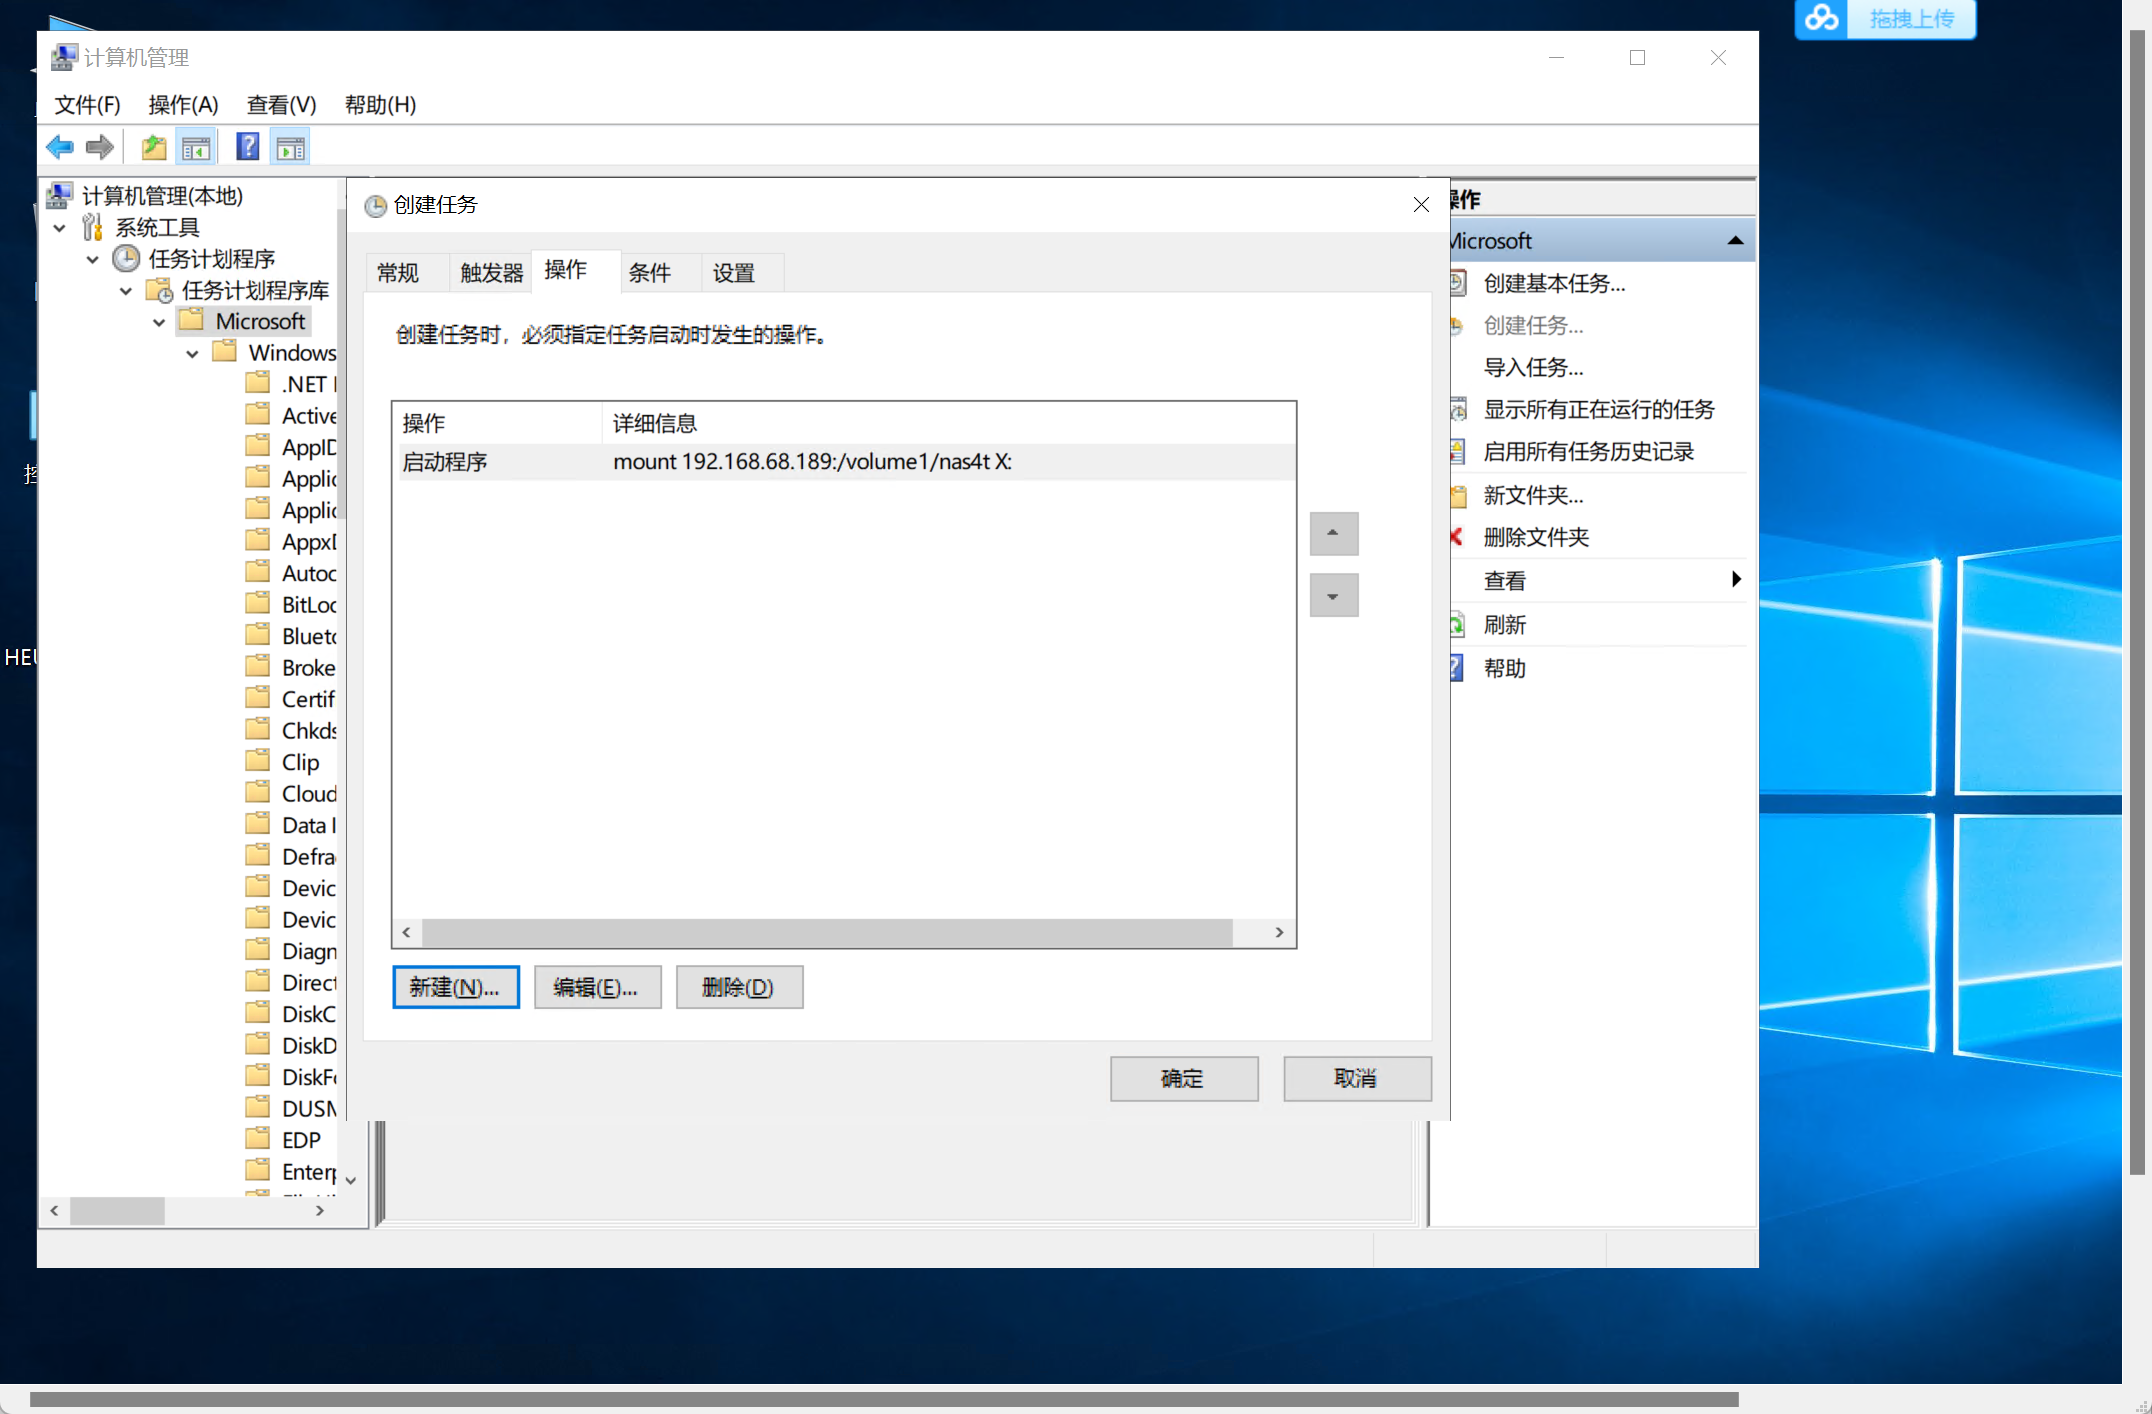 拖拽上传
计算机管理
文件(F) 操作(A) 查看(V) 帮助(H)
计算机管理(本地)
系统工具
任务计划程序
任务计划程序库
Microsoft
Windows
.NET
Active
AppID
Applic
Applic
Appx
Autoc
BitLoc
Blueto
Broke
Certif
Chkds
Clip
Cloud
Data
Defra
Devic
Devic
Diagn
Direct
DiskC
DiskD
DiskF
DUSM
EDP
Enterp
控
HEU
创建任务
常规 触发器 操作 条件 设置
创建任务时，必须指定任务启动时发生的操作。
操作 详细信息
启动程序 mount 192.168.68.189:/volume1/nas4t X:
新建(N)... 编辑(E)... 删除(D)
确定 取消
操作
Microsoft
创建基本任务...
创建任务...
导入任务...
显示所有正在运行的任务
启用所有任务历史记录
新文件夹...
删除文件夹
查看
刷新
帮助